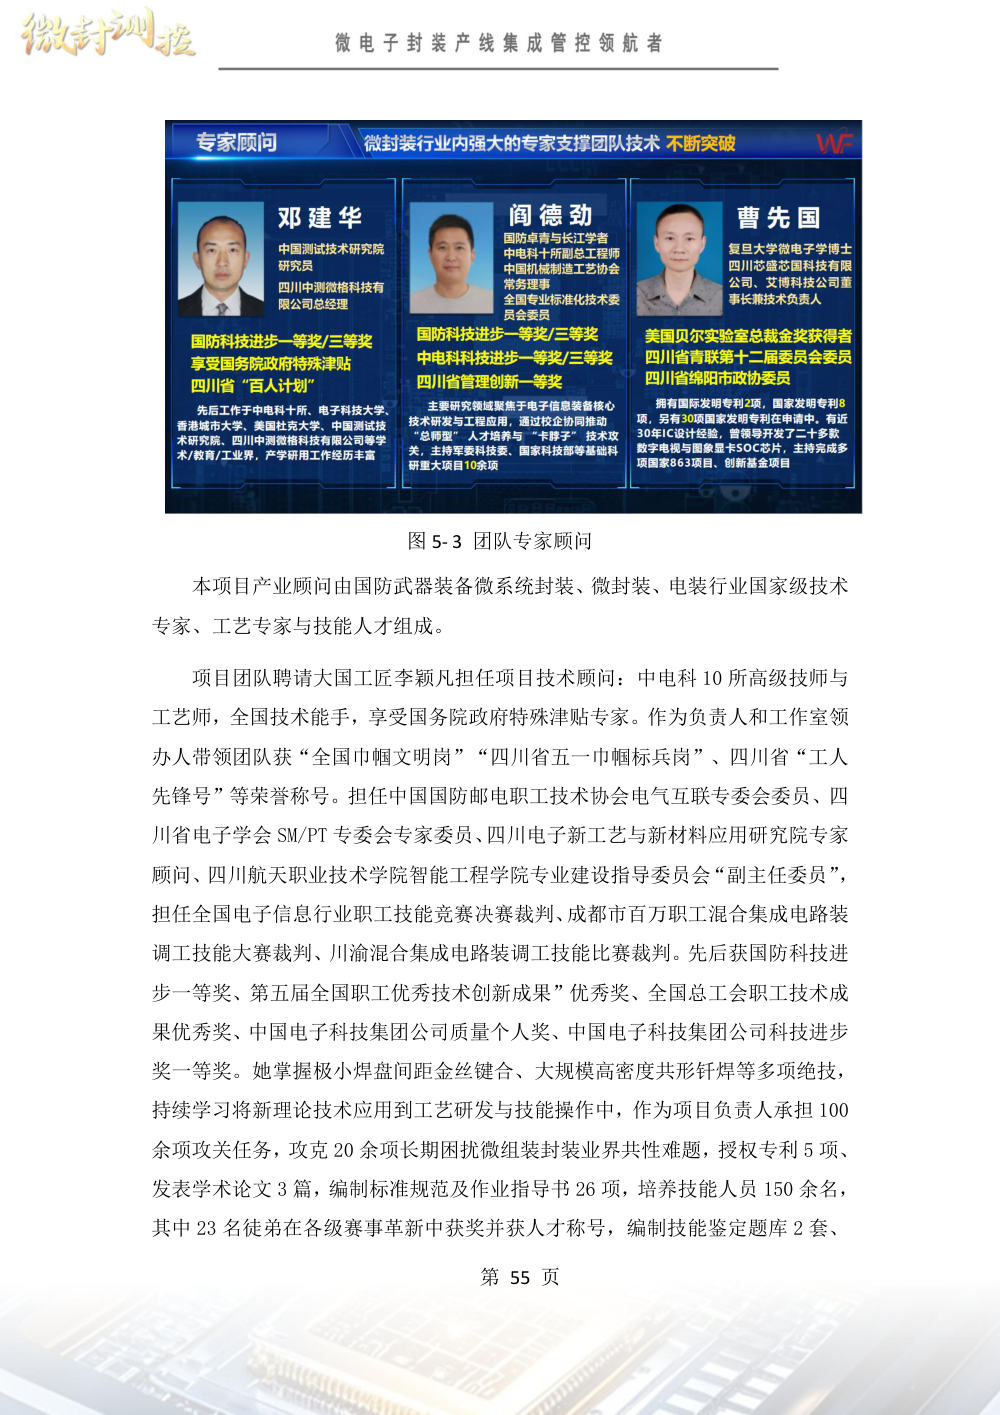 微封测控
微电子封装产线集成管控领航者
专家顾问
微封装行业内强大的专家支撑团队技术 不断突破
WF
邓建华
中国测试技术研究院
研究员
四川中测微格科技有
限公司总经理
国防科技进步一等奖/三等奖
享受国务院政府特殊津贴
四川省“百人计划”
先后工作于中电科十所、电子科技大学、
香港城市大学、美国杜克大学、中国测试技
术研究院、四川中测微格科技有限公司等学
术/教育/工业界，产学研用工作经历丰富
阎德劲
国防卓青与长江学者
中电科十所副总工程师
中国机械制造工艺协会
常务理事
全国专业标准化技术委
员会委员
国防科技进步一等奖/三等奖
中电科科技进步一等奖/三等奖
四川省管理创新一等奖
主要研究领域聚焦于电子信息装备核心
技术研发与工程应用，通过校企协同推动
“总师型” 人才培养与 “卡脖子” 技术攻
关，主持军委科技委、国家科技部等基础科
研重大项目10余项
曹先国
复旦大学微电子学博士
四川芯盛芯国科技有限
公司、艾博科技公司董
事长兼技术负责人
美国贝尔实验室总裁金奖获得者
四川省青联第十二届委员会委员
四川省绵阳市政协委员
拥有国际发明专利2项，国家发明专利8
项，另有30项国家发明专利在申请中。有近
30年IC设计经验，曾领导开发了二十多款
数字电视与图象显卡SOC芯片，主持完成多
项国家863项目、创新基金项目
图 5- 3 团队专家顾问
本项目产业顾问由国防武器装备微系统封装、微封装、电装行业国家级技术
专家、工艺专家与技能人才组成。
项目团队聘请大国工匠李颖凡担任项目技术顾问：中电科 10 所高级技师与
工艺师，全国技术能手，享受国务院政府特殊津贴专家。作为负责人和工作室领
办人带领团队获“全国巾帼文明岗”“四川省五一巾帼标兵岗”、四川省“工人
先锋号”等荣誉称号。担任中国国防邮电职工技术协会电气互联专委会委员、四
川省电子学会 SM/PT 专委会专家委员、四川电子新工艺与新材料应用研究院专家
顾问、四川航天职业技术学院智能工程学院专业建设指导委员会“副主任委员”，
担任全国电子信息行业职工技能竞赛决赛裁判、成都市百万职工混合集成电路装
调工技能大赛裁判、川渝混合集成电路装调工技能比赛裁判。先后获国防科技进
步一等奖、第五届全国职工优秀技术创新成果”优秀奖、全国总工会职工技术成
果优秀奖、中国电子科技集团公司质量个人奖、中国电子科技集团公司科技进步
奖一等奖。她掌握极小焊盘间距金丝键合、大规模高密度共形钎焊等多项绝技，
持续学习将新理论技术应用到工艺研发与技能操作中，作为项目负责人承担 100
余项攻关任务，攻克 20 余项长期困扰微组装封装业界共性难题，授权专利 5 项、
发表学术论文 3 篇，编制标准规范及作业指导书 26 项，培养技能人员 150 余名，
其中 23 名徒弟在各级赛事革新中获奖并获人才称号，编制技能鉴定题库 2 套、
第 55 页